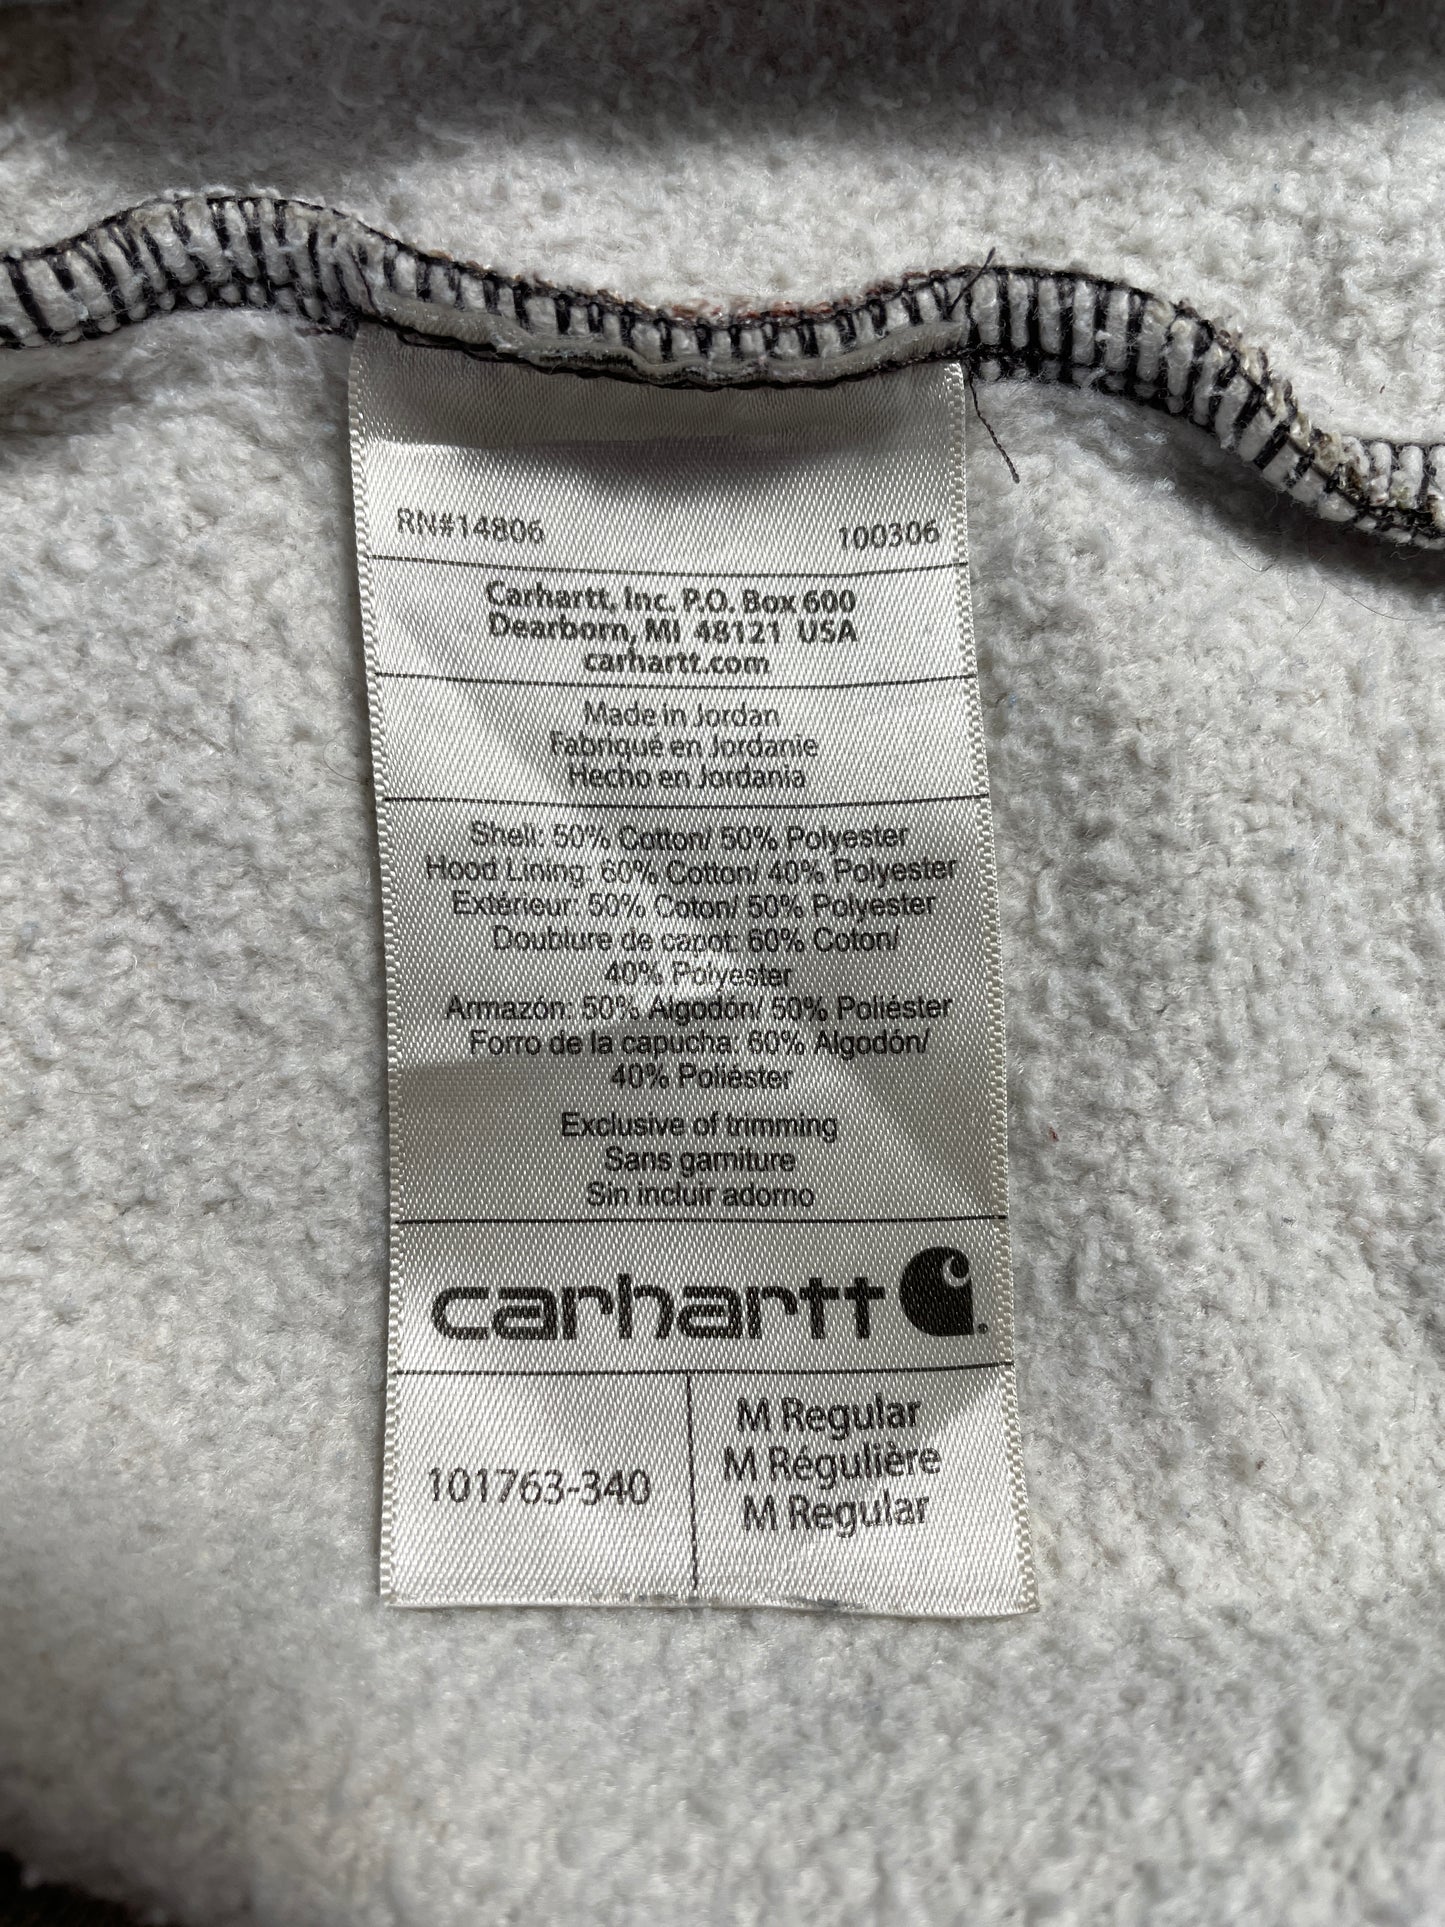 RN#14806 100306
Carhartt, Inc. P.O. Box 600
Dearborn, MI 48121 USA
carhartt.com
Made in Jordan
Fabriqué en Jordanie
Hecho en Jordania
Shell: 50% Cotton/ 50% Polyester
Hood Lining: 60% Cotton/ 40% Polyester
Extérieur: 50% Coton/ 50% Polyester
Doublure de capot: 60% Coton/
40% Polyester
Armazón: 50% Algodón/ 50% Poliéster
Forro de la capucha: 60% Algodón/
40% Poliéster
Exclusive of trimming
Sans garniture
Sin incluir adorno
carhartt
101763-340
M Regular
M Régulière
M Regular